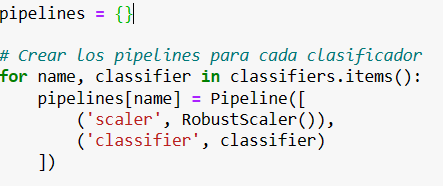 pipelines = {}
# Crear los pipelines para cada clasificador
for name, classifier in classifiers.items():
    pipelines[name] = Pipeline([
        ('scaler', RobustScaler()),
        ('classifier', classifier)
    ])